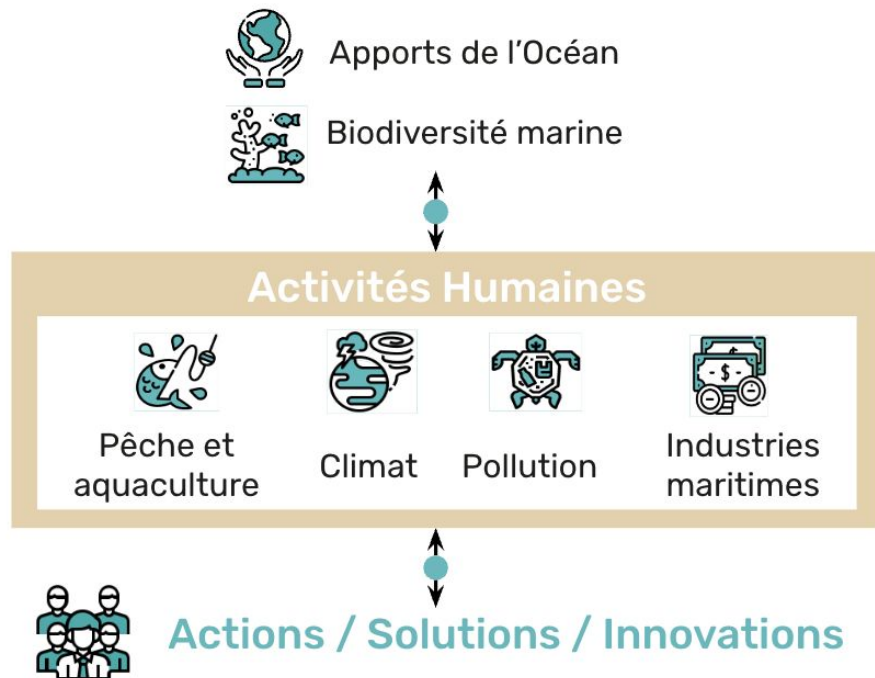 Apports de l'Océan
Biodiversité marine
Activités Humaines
Pêche et
aquaculture
Climat
Pollution
Industries
maritimes
Actions / Solutions / Innovations